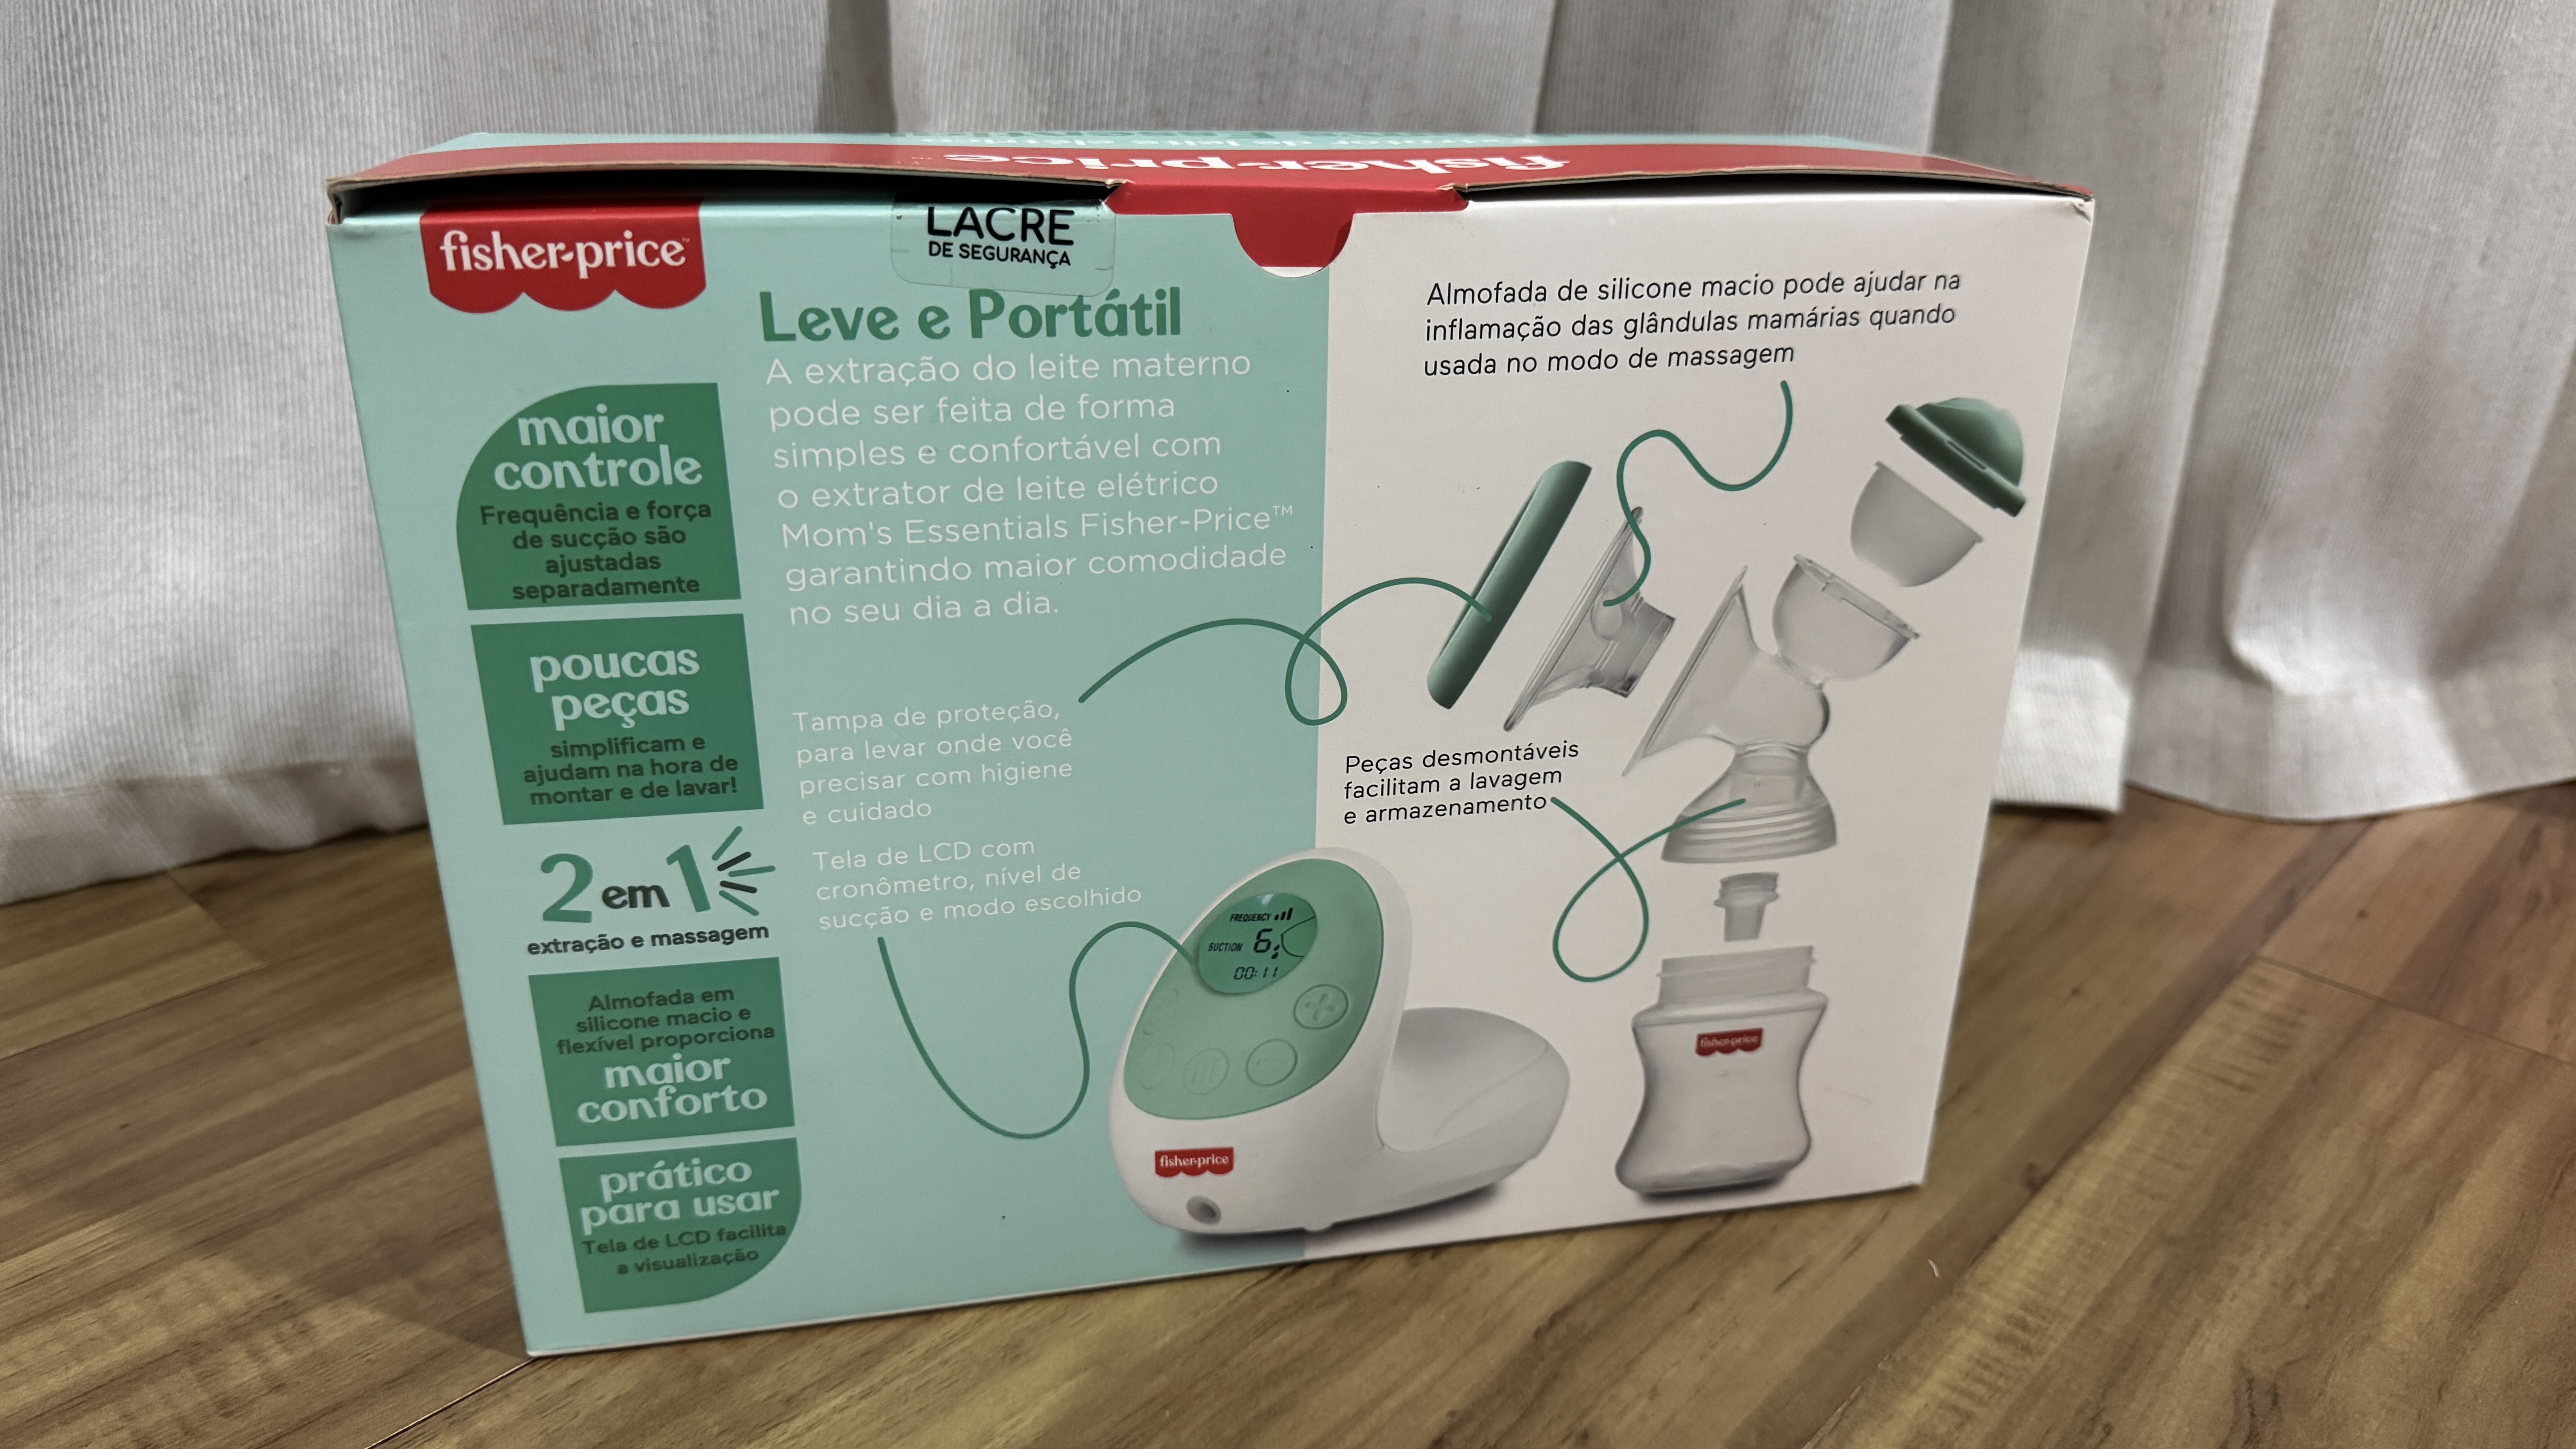 fisher-price
fisher-price™
LACRE
DE SEGURANÇA
Leve e Portátil
A extração do leite materno
pode ser feita de forma
simples e confortável com
o extrator de leite elétrico
Mom's Essentials Fisher-Price™
garantindo maior comodidade
no seu dia a dia.
maior
controle
Frequência e força
de sucção são
ajustadas
separadamente
poucas
peças
simplificam e
ajudam na hora de
montar e de lavar!
2 em 1
extração e massagem
Almofada em
silicone macio e
flexível proporciona
maior
conforto
prático
para usar
Tela de LCD facilita
a visualização
Tampa de proteção,
para levar onde você
precisar com higiene
e cuidado
Tela de LCD com
cronômetro, nível de
sucção e modo escolhido
Almofada de silicone macio pode ajudar na
inflamação das glândulas mamárias quando
usada no modo de massagem
Peças desmontáveis
facilitam a lavagem
e armazenamento
FREQUENCY
SUCTION 6
00:11
fisher-price
fisher-price